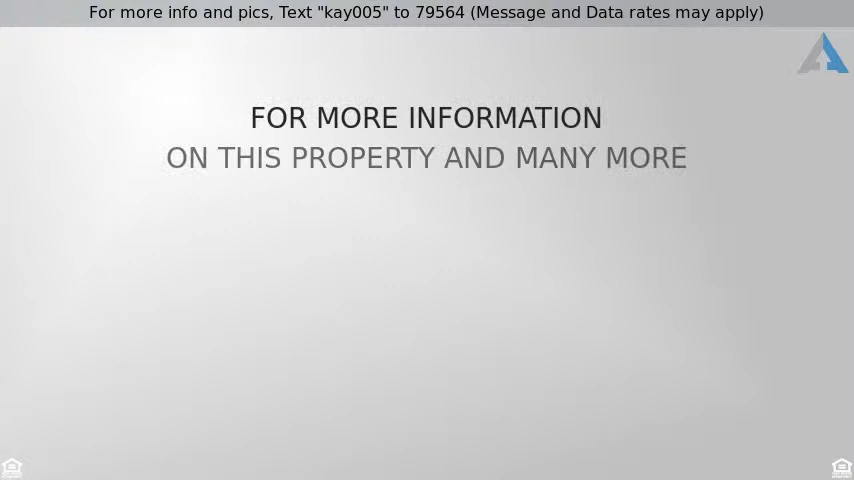 For more info and pics, Text "kay005" to 79564 (Message and Data rates may apply)
FOR MORE INFORMATION
ON THIS PROPERTY AND MANY MORE